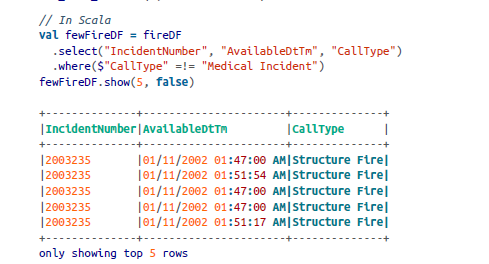 // In Scala
val fewFireDF = fireDF
.select("IncidentNumber", "AvailableDtTm", "CallType")
.where($"CallType" =!= "Medical Incident")
fewFireDF.show(5, false)
+--------------+----------------------+--------------+
|IncidentNumber|AvailableDtTm         |CallType      |
+--------------+----------------------+--------------+
|2003235       |01/11/2002 01:47:00 AM|Structure Fire|
|2003235       |01/11/2002 01:51:54 AM|Structure Fire|
|2003235       |01/11/2002 01:47:00 AM|Structure Fire|
|2003235       |01/11/2002 01:47:00 AM|Structure Fire|
|2003235       |01/11/2002 01:51:17 AM|Structure Fire|
+--------------+----------------------+--------------+
only showing top 5 rows